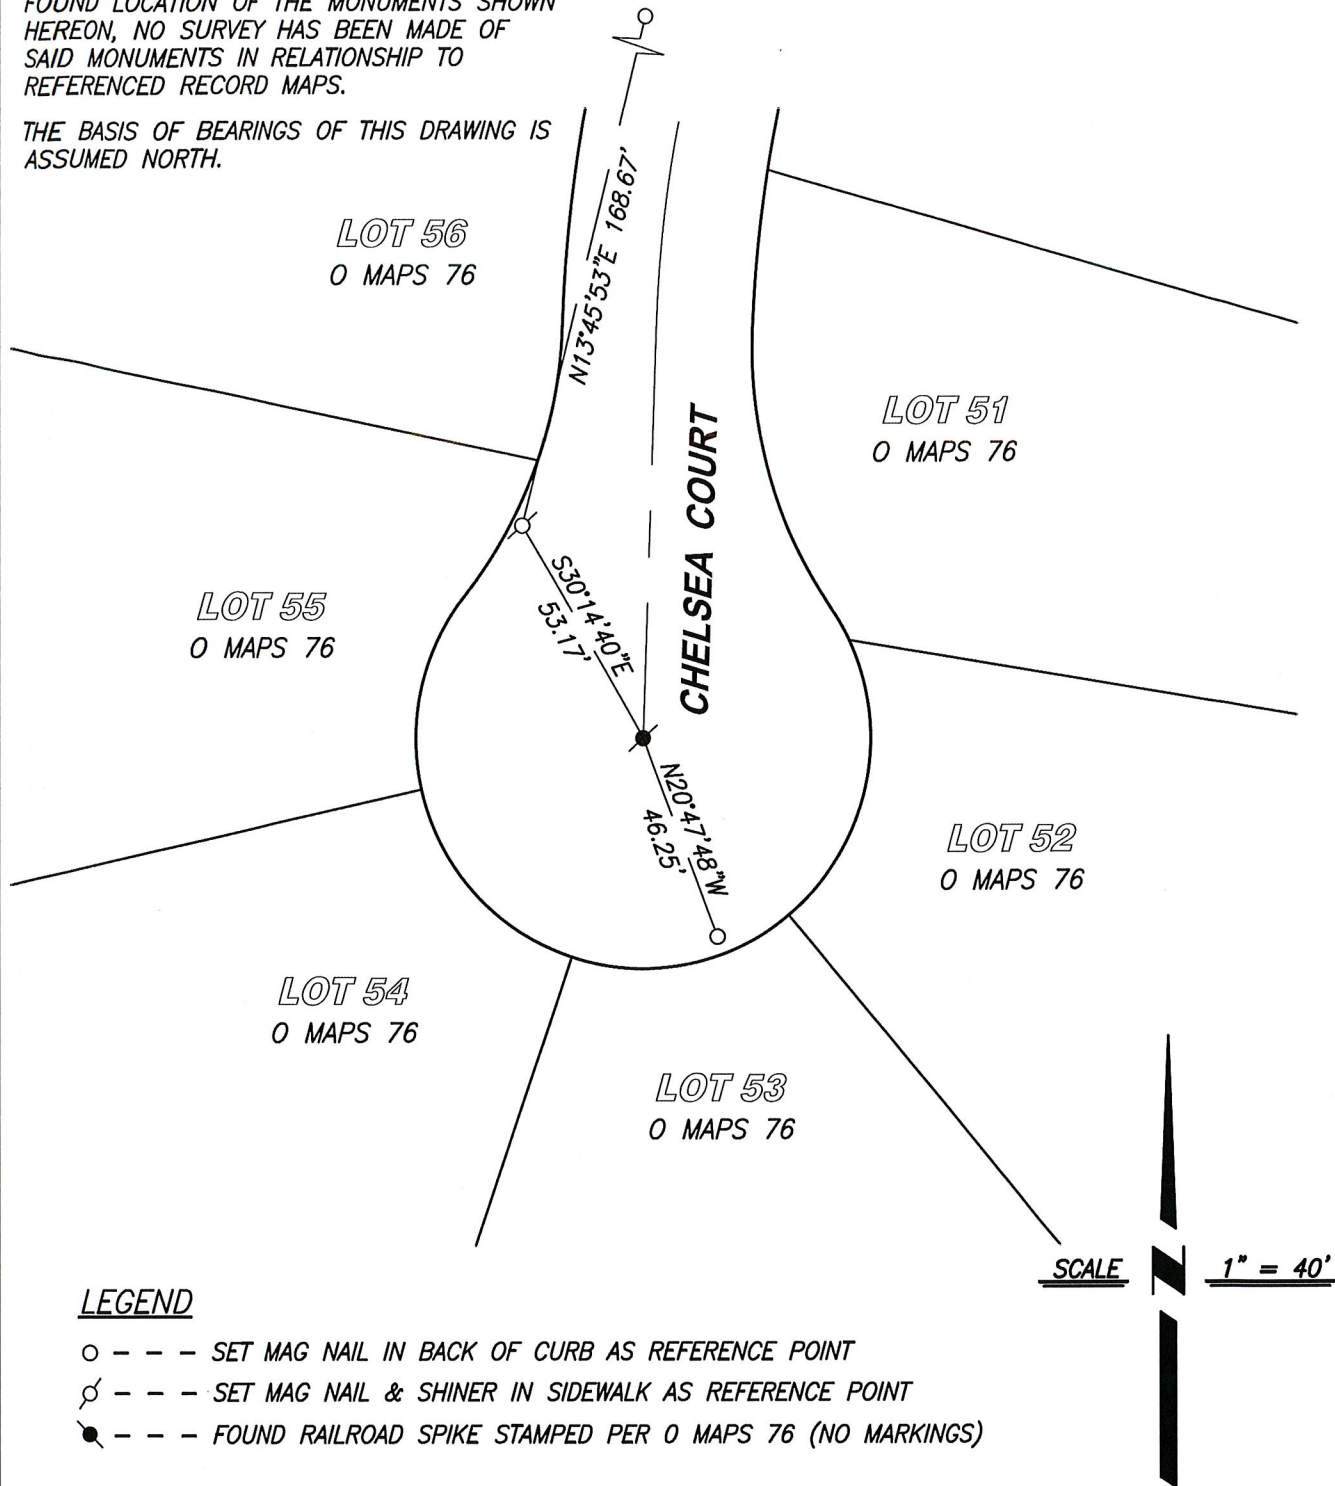 FOUND LOCATION OF THE MONUMENTS SHOWN
HEREON, NO SURVEY HAS BEEN MADE OF
SAID MONUMENTS IN RELATIONSHIP TO
REFERENCED RECORD MAPS.
THE BASIS OF BEARINGS OF THIS DRAWING IS
ASSUMED NORTH.
N13°45'53"E 168.67'
LOT 56
O MAPS 76
LOT 51
O MAPS 76
CHELSEA COURT
S30°14'40"E
53.17'
LOT 55
O MAPS 76
N20°47'48"W
46.25'
LOT 52
O MAPS 76
LOT 54
O MAPS 76
LOT 53
O MAPS 76
SCALE N 1" = 40'
LEGEND
SET MAG NAIL IN BACK OF CURB AS REFERENCE POINT
SET MAG NAIL & SHINER IN SIDEWALK AS REFERENCE POINT
FOUND RAILROAD SPIKE STAMPED PER O MAPS 76 (NO MARKINGS)